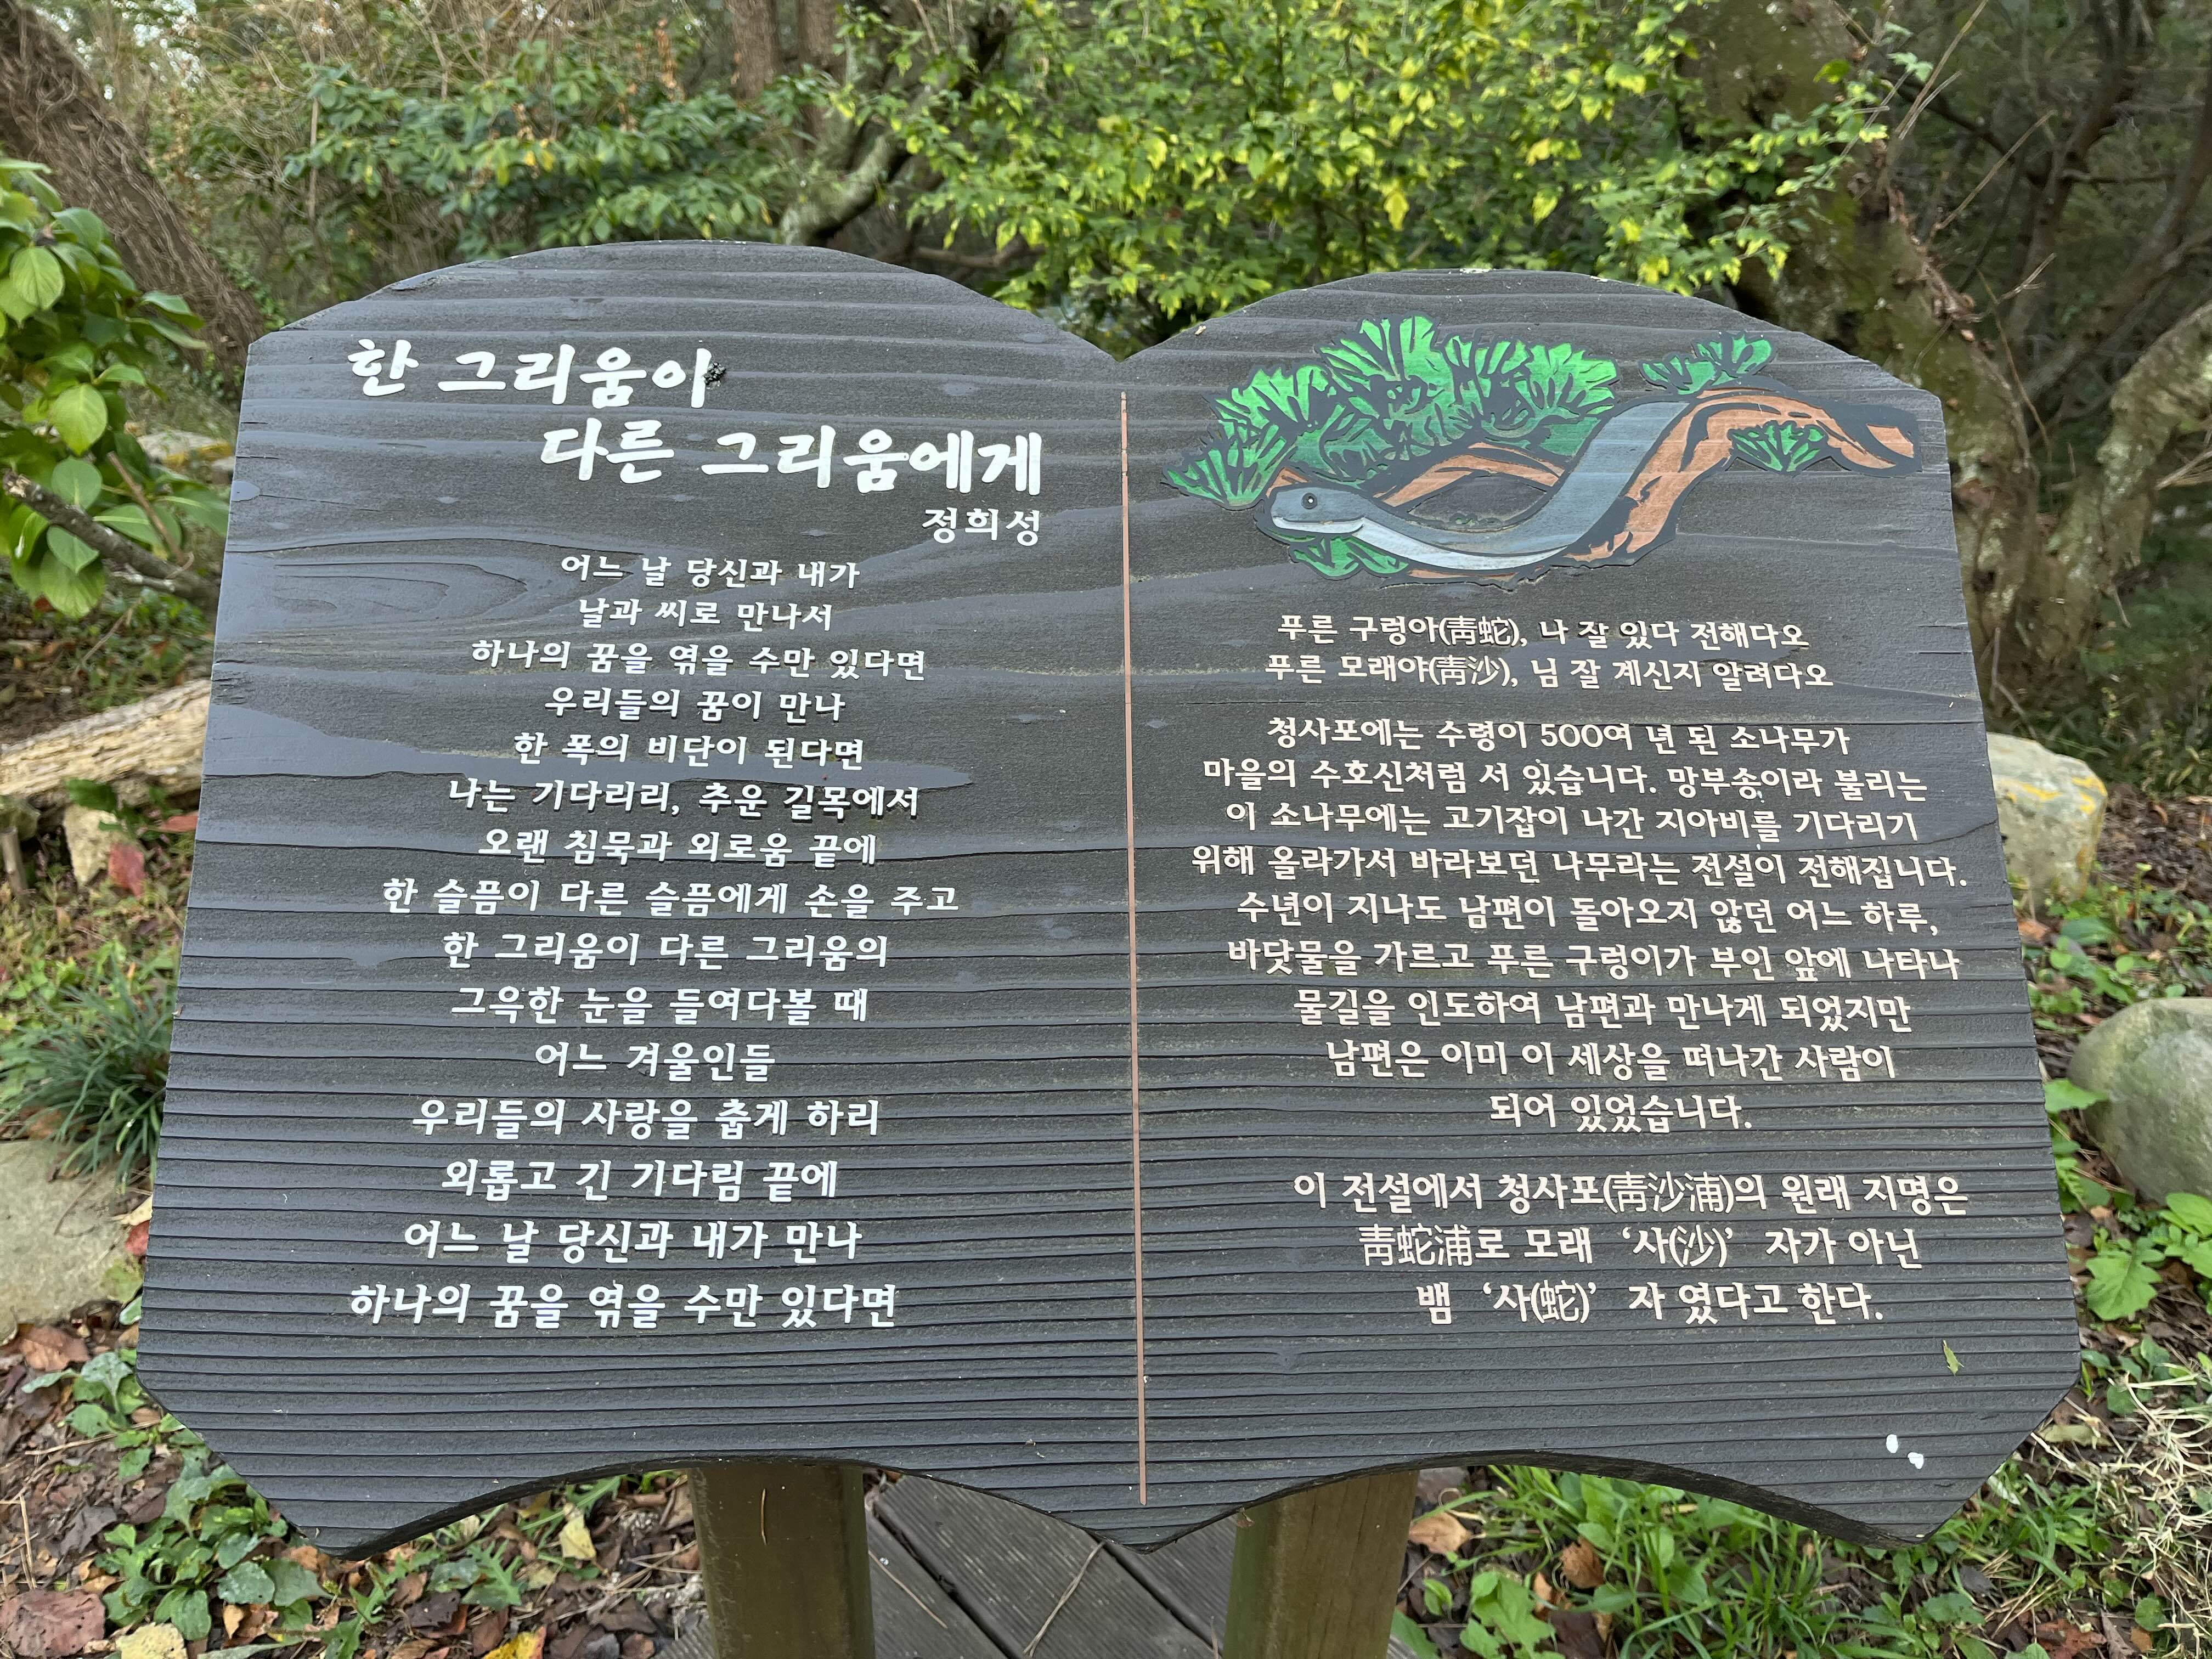 한 그리움이
다른 그리움에게
정희성
어느 날 당신과 내가
날과 씨로 만나서
하나의 꿈을 엮을 수만 있다면
우리들의 꿈이 만나
한 폭의 비단이 된다면
나는 기다리리, 추운 길목에서
오랜 침묵과 외로움 끝에
한 슬픔이 다른 슬픔에게 손을 주고
한 그리움이 다른 그리움의
그윽한 눈을 들여다볼 때
어느 겨울인들
우리들의 사랑을 춥게 하리
외롭고 긴 기다림 끝에
어느 날 당신과 내가 만나
하나의 꿈을 엮을 수만 있다면
푸른 구렁아(靑蛇), 나 잘 있다 전해다오
푸른 모래야(靑沙), 님 잘 계신지 알려다오
청사포에는 수령이 500여 년 된 소나무가
마을의 수호신처럼 서 있습니다. 망부송이라 불리는
이 소나무에는 고기잡이 나간 지아비를 기다리기
위해 올라가서 바라보던 나무라는 전설이 전해집니다.
수년이 지나도 남편이 돌아오지 않던 어느 하루,
바닷물을 가르고 푸른 구렁이가 부인 앞에 나타나
물길을 인도하여 남편과 만나게 되었지만
남편은 이미 이 세상을 떠나간 사람이
되어 있었습니다.
이 전설에서 청사포(靑沙浦)의 원래 지명은
靑蛇浦로 모래 ‘사(沙)’ 자가 아닌
뱀 ‘사(蛇)’ 자 였다고 한다.